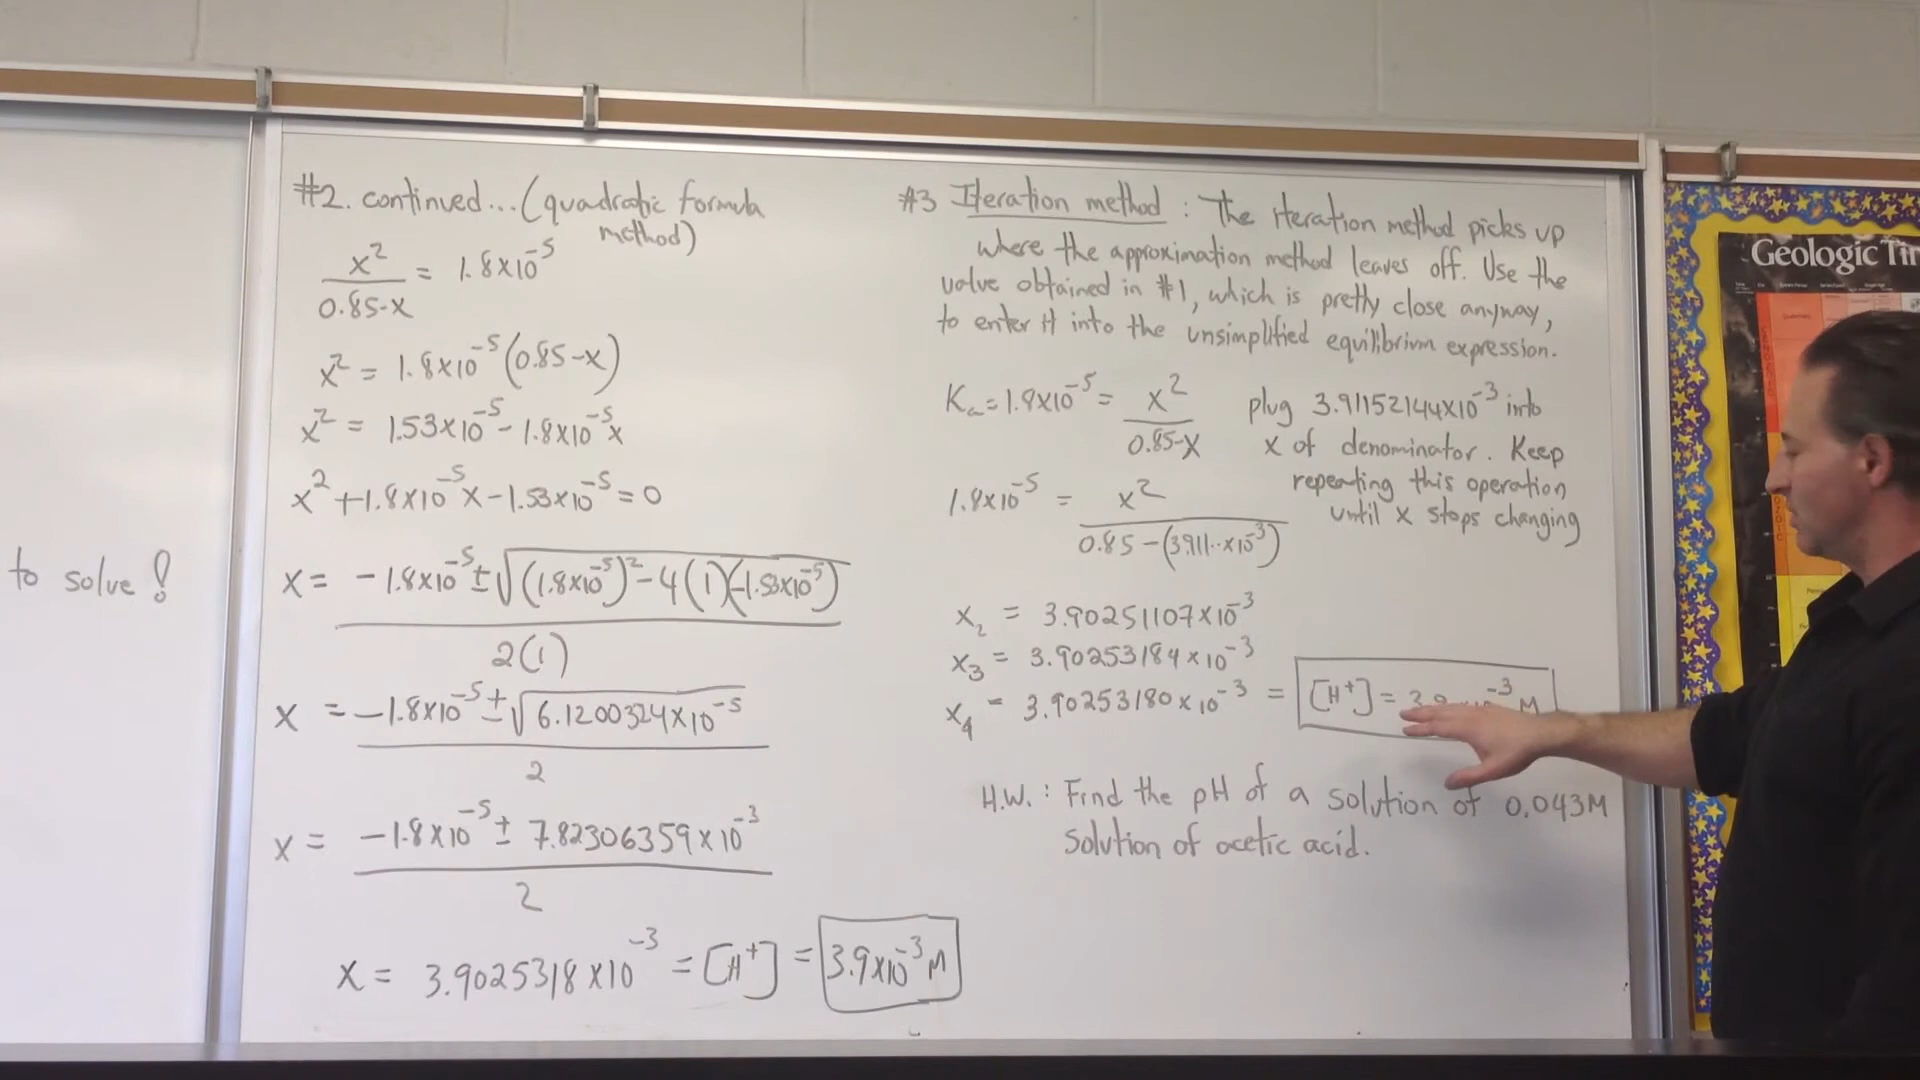 to solve!
#2. continued...(quadratic formula
method)
x²/(0.85-x) = 1.8x10⁻⁵
x² = 1.8x10⁻⁵(0.85-x)
x² = 1.53x10⁻⁵ - 1.8x10⁻⁵x
x² + 1.8x10⁻⁵x - 1.53x10⁻⁵ = 0
x = (-1.8x10⁻⁵ ± √((1.8x10⁻⁵)² - 4(1)(-1.53x10⁻⁵)))/2(1)
x = (-1.8x10⁻⁵ ± √(6.1200324x10⁻⁵))/2
x = (-1.8x10⁻⁵ ± 7.82306359x10⁻³)/2
x = 3.9025318x10⁻³ = [H⁺] = 3.9x10⁻³M
#3 Iteration method : The iteration method picks up
where the approximation method leaves off. Use the
value obtained in #1, which is pretty close anyway,
to enter it into the unsimplified equilibrium expression.
Kₐ = 1.8x10⁻⁵ = x²/(0.85-x)
plug 3.91152144x10⁻³ into
x of denominator. Keep
repeating this operation
until x stops changing
1.8x10⁻⁵ = x²/(0.85-(3.911..x10⁻³))
x₂ = 3.90251107x10⁻³
x₃ = 3.90253184x10⁻³
x₄ = 3.90253180x10⁻³ = [H⁺] = 3.9x10⁻³M
H.W.: Find the pH of a solution of 0.043M
solution of acetic acid.
Geologic